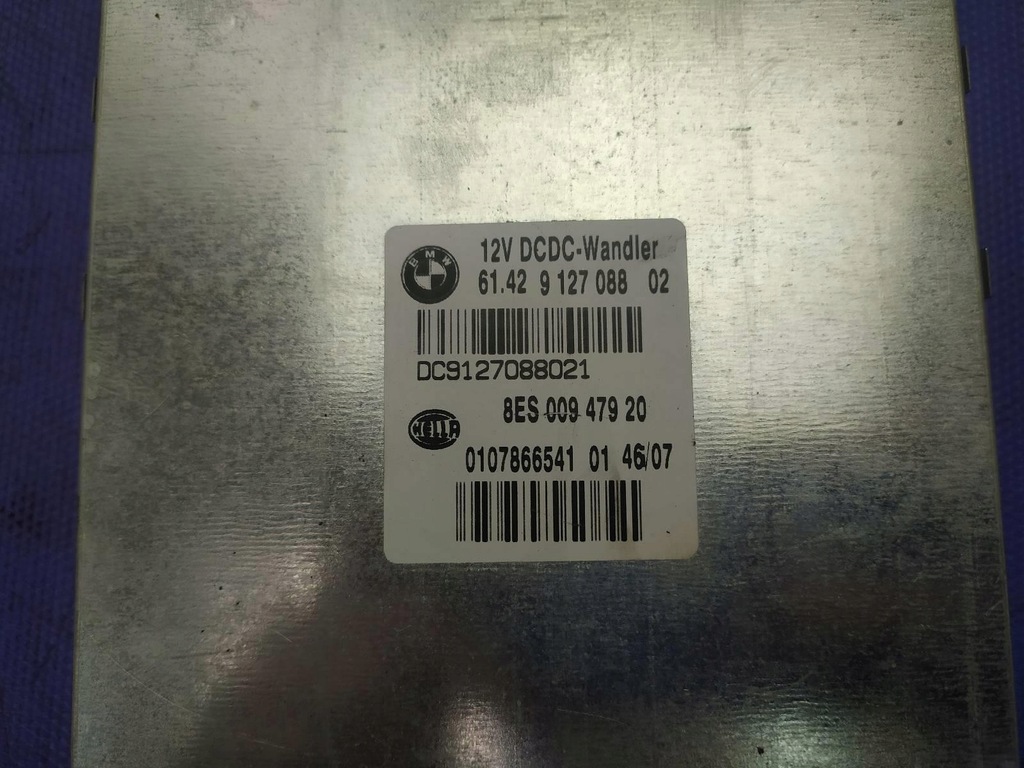 BMW
12V DCDC-Wandler
61.42 9 127 088 02
DC9127088021
8ES 009 479 20
HELLA
0107866541 01 46/07